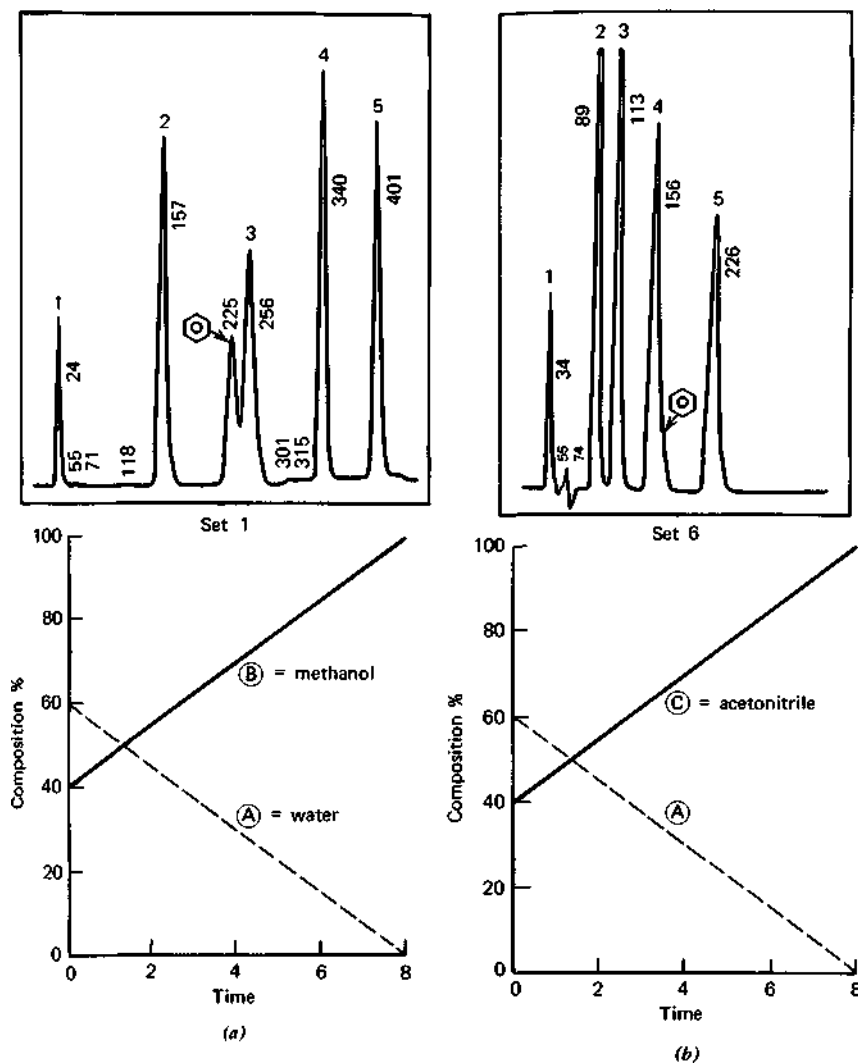 1
24
55
71
118
2
157
225
3
256
301
315
4
340
5
401
Set 1
1
34
55
74
2
89
3
113
4
156
5
226
Set 6
100
80
60
40
20
0
Composition %
B = methanol
A = water
0 2 4 6 8
Time
(a)
100
80
60
40
20
0
Composition %
C = acetonitrile
A
0 2 4 6 8
Time
(b)